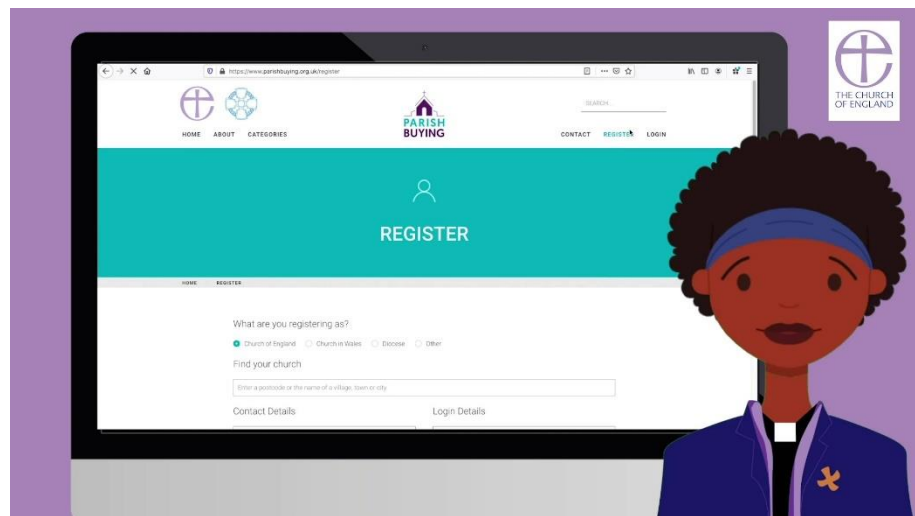 https://www.parishbuying.org.uk/register
THE CHURCH
OF ENGLAND
SEARCH...
PARISH
BUYING
HOME ABOUT CATEGORIES
CONTACT REGISTER LOGIN
REGISTER
HOME REGISTER
What are you registering as?
Church of England Church in Wales Diocese Other
Find your church
Enter a postcode or the name of a village, town or city
Contact Details Login Details